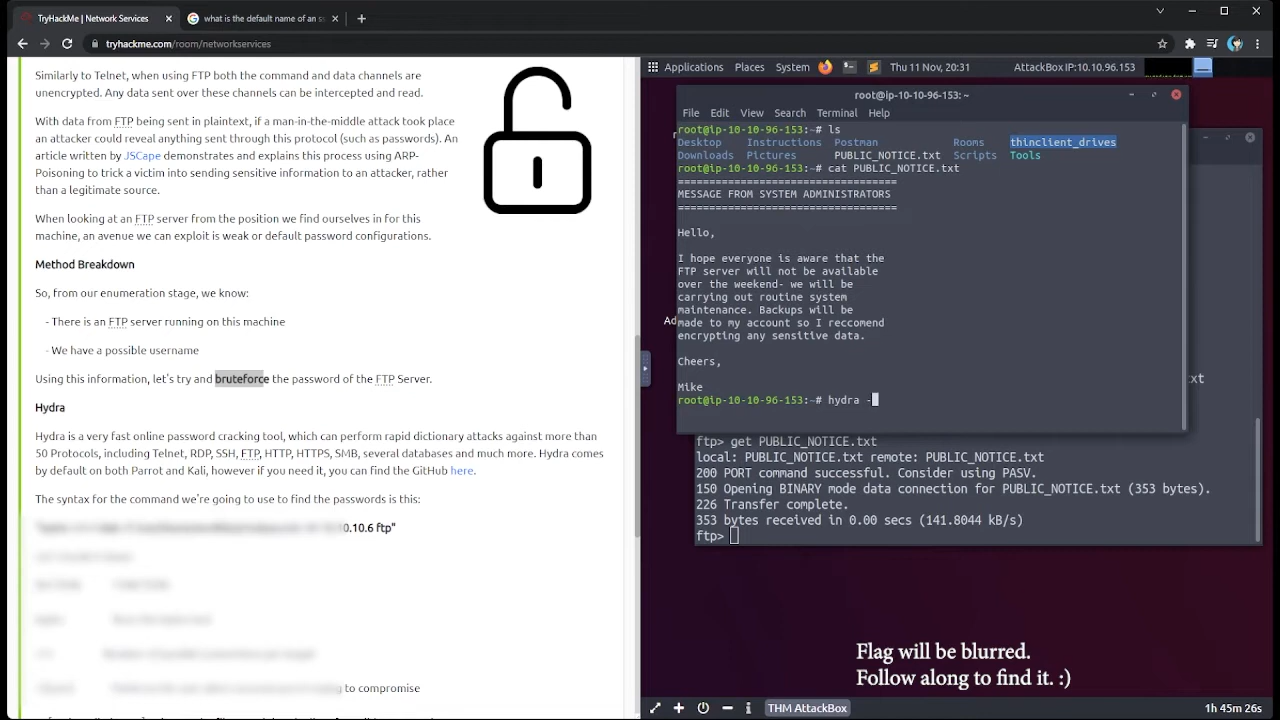 TryHackMe | Network Services
what is the default name of an s
tryhackme.com/room/networkservices
Similarly to Telnet, when using FTP both the command and data channels are
unencrypted. Any data sent over these channels can be intercepted and read.
With data from FTP being sent in plaintext, if a man-in-the-middle attack took place
an attacker could reveal anything sent through this protocol (such as passwords). An
article written by JSCape demonstrates and explains this process using ARP-
Poisoning to trick a victim into sending sensitive information to an attacker, rather
than a legitimate source.
When looking at an FTP server from the position we find ourselves in for this
machine, an avenue we can exploit is weak or default password configurations.
Method Breakdown
So, from our enumeration stage, we know:
- There is an FTP server running on this machine
- We have a possible username
Using this information, let's try and bruteforce the password of the FTP Server.
Hydra
Hydra is a very fast online password cracking tool, which can perform rapid dictionary attacks against more than
50 Protocols, including Telnet, RDP, SSH, FTP, HTTP, HTTPS, SMB, several databases and much more. Hydra comes
by default on both Parrot and Kali, however if you need it, you can find the GitHub here.
The syntax for the command we're going to use to find the passwords is this:
.10.6 ftp"
to compromise
Applications Places System Thu 11 Nov, 20:31 AttackBox IP:10.10.96.153
root@ip-10-10-96-153: ~
File Edit View Search Terminal Help
root@ip-10-10-96-153:~# ls
Desktop Instructions Postman Rooms thinclient_drives
Downloads Pictures PUBLIC_NOTICE.txt Scripts Tools
root@ip-10-10-96-153:~# cat PUBLIC_NOTICE.txt
===================================
MESSAGE FROM SYSTEM ADMINISTRATORS
===================================
Hello,
I hope everyone is aware that the
FTP server will not be available
over the weekend- we will be
carrying out routine system
maintenance. Backups will be
made to my account so I reccomend
encrypting any sensitive data.
Cheers,
Mike
root@ip-10-10-96-153:~# hydra -
Ad
xt
ftp> get PUBLIC_NOTICE.txt
local: PUBLIC_NOTICE.txt remote: PUBLIC_NOTICE.txt
200 PORT command successful. Consider using PASV.
150 Opening BINARY mode data connection for PUBLIC_NOTICE.txt (353 bytes).
226 Transfer complete.
353 bytes received in 0.00 secs (141.8044 kB/s)
ftp>
Flag will be blurred.
Follow along to find it. :)
THM AttackBox
1h 45m 26s